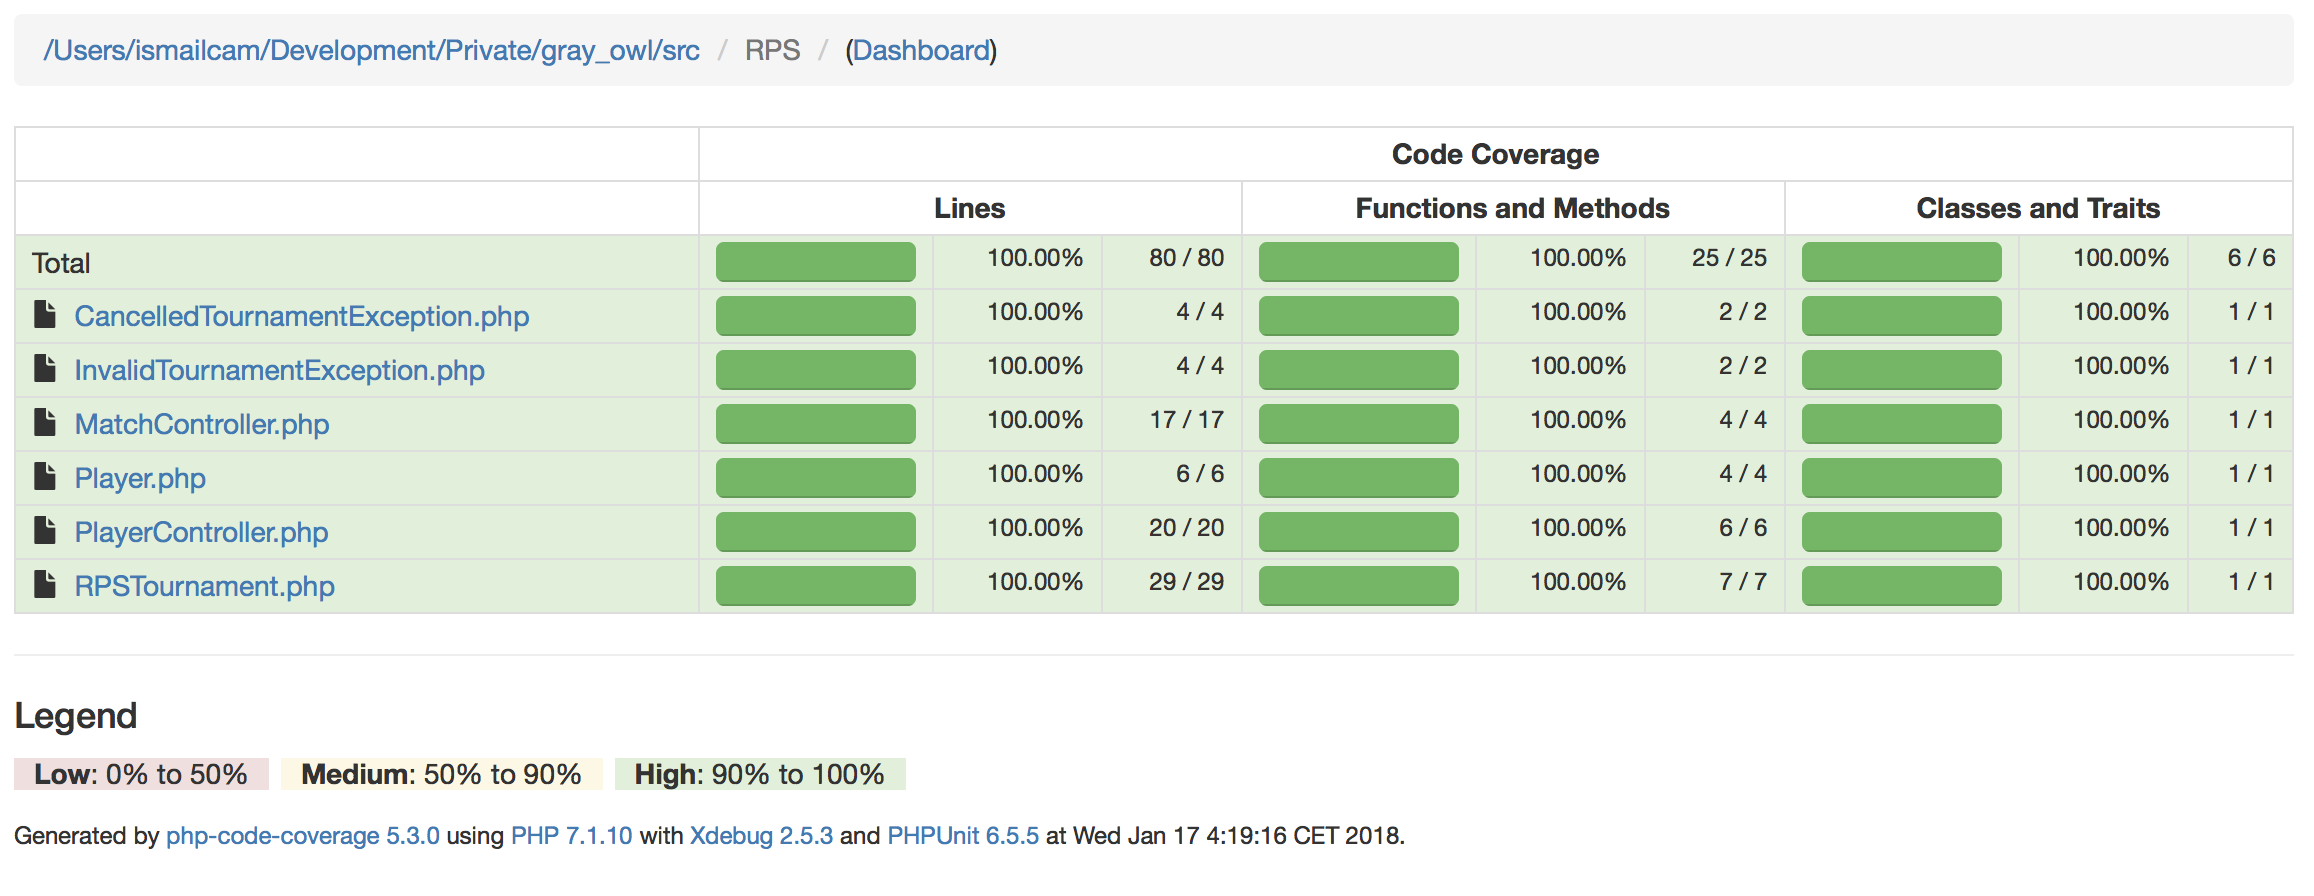 /Users/ismailcam/Development/Private/gray_owl/src / RPS / (Dashboard)
Code Coverage
Lines Functions and Methods Classes and Traits
Total 100.00% 80 / 80 100.00% 25 / 25 100.00% 6 / 6
CancelledTournamentException.php 100.00% 4 / 4 100.00% 2 / 2 100.00% 1 / 1
InvalidTournamentException.php 100.00% 4 / 4 100.00% 2 / 2 100.00% 1 / 1
MatchController.php 100.00% 17 / 17 100.00% 4 / 4 100.00% 1 / 1
Player.php 100.00% 6 / 6 100.00% 4 / 4 100.00% 1 / 1
PlayerController.php 100.00% 20 / 20 100.00% 6 / 6 100.00% 1 / 1
RPSTournament.php 100.00% 29 / 29 100.00% 7 / 7 100.00% 1 / 1
Legend
Low: 0% to 50% Medium: 50% to 90% High: 90% to 100%
Generated by php-code-coverage 5.3.0 using PHP 7.1.10 with Xdebug 2.5.3 and PHPUnit 6.5.5 at Wed Jan 17 4:19:16 CET 2018.